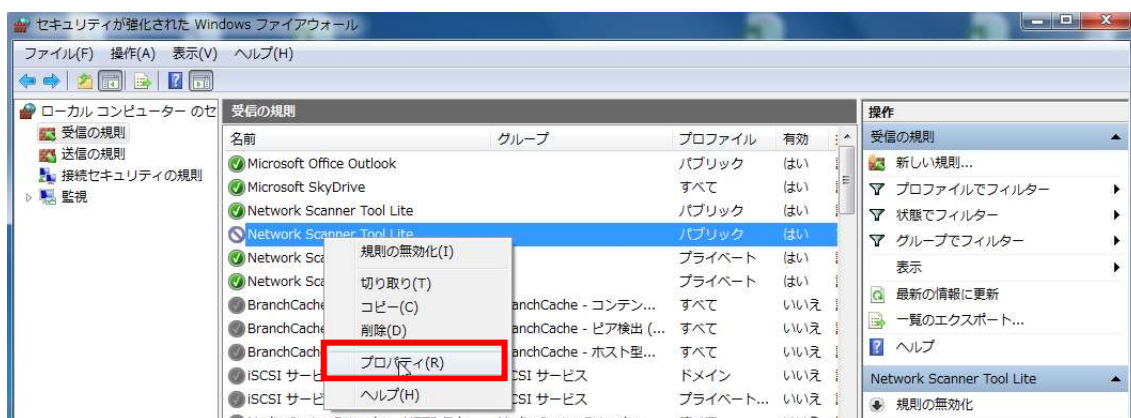 セキュリティが強化された Windows ファイアウォール
ファイル(F) 操作(A) 表示(V) ヘルプ(H)
ローカル コンピューター のセ
受信の規則
送信の規則
接続セキュリティの規則
監視
受信の規則
名前 グループ プロファイル 有効
Microsoft Office Outlook パブリック はい
Microsoft SkyDrive すべて はい
Network Scanner Tool Lite パブリック はい
Network Scanner Tool Lite パブリック はい
Network Sca プライベート はい
Network Sca プライベート はい
BranchCache anchCache - コンテン... すべて いいえ
BranchCache anchCache - ピア検出 (... すべて いいえ
BranchCach anchCache - ホスト型... すべて いいえ
iSCSI サービ CSI サービス ドメイン いいえ
iSCSI サービ CSI サービス プライベート... いいえ
規則の無効化(I)
切り取り(T)
コピー(C)
削除(D)
プロパティ(R)
ヘルプ(H)
操作
受信の規則
新しい規則...
プロファイルでフィルター
状態でフィルター
グループでフィルター
表示
最新の情報に更新
一覧のエクスポート...
ヘルプ
Network Scanner Tool Lite
規則の無効化